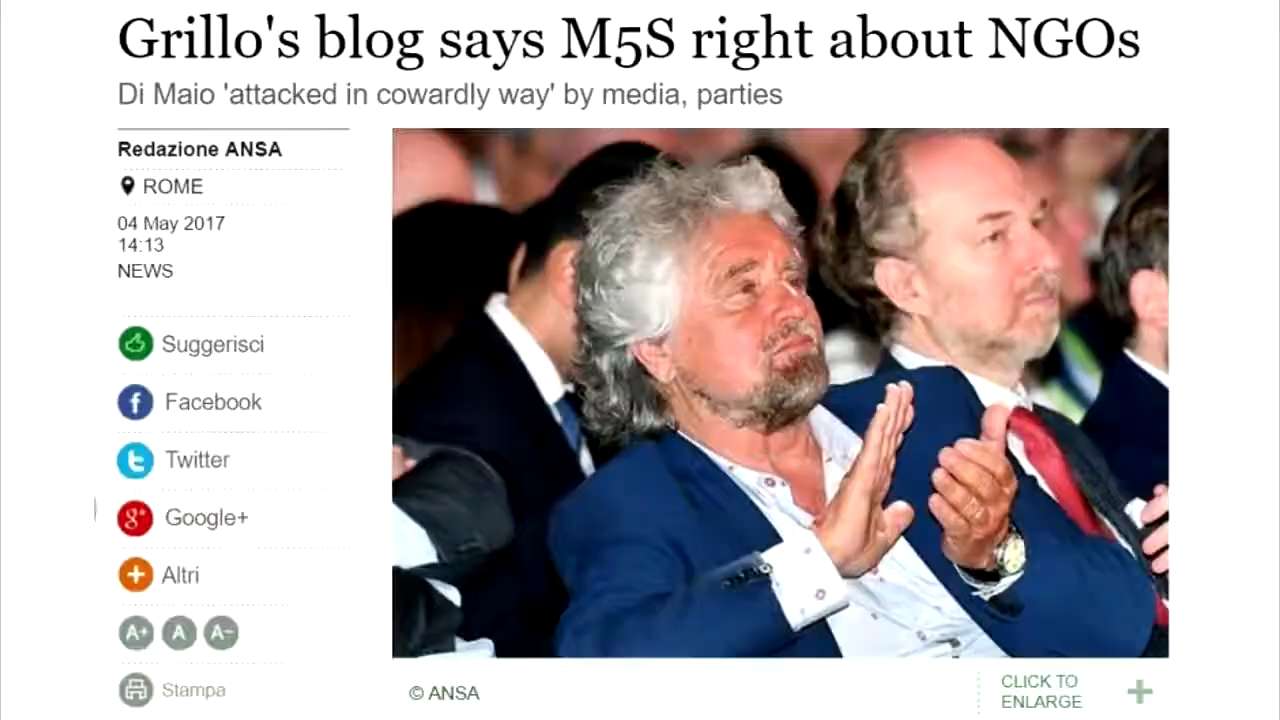 Grillo's blog says M5S right about NGOs
Di Maio 'attacked in cowardly way' by media, parties
Redazione ANSA
ROME
04 May 2017
14:13
NEWS
Suggerisci
Facebook
Twitter
Google+
Altri
A+ A A-
Stampa
© ANSA
CLICK TO
ENLARGE